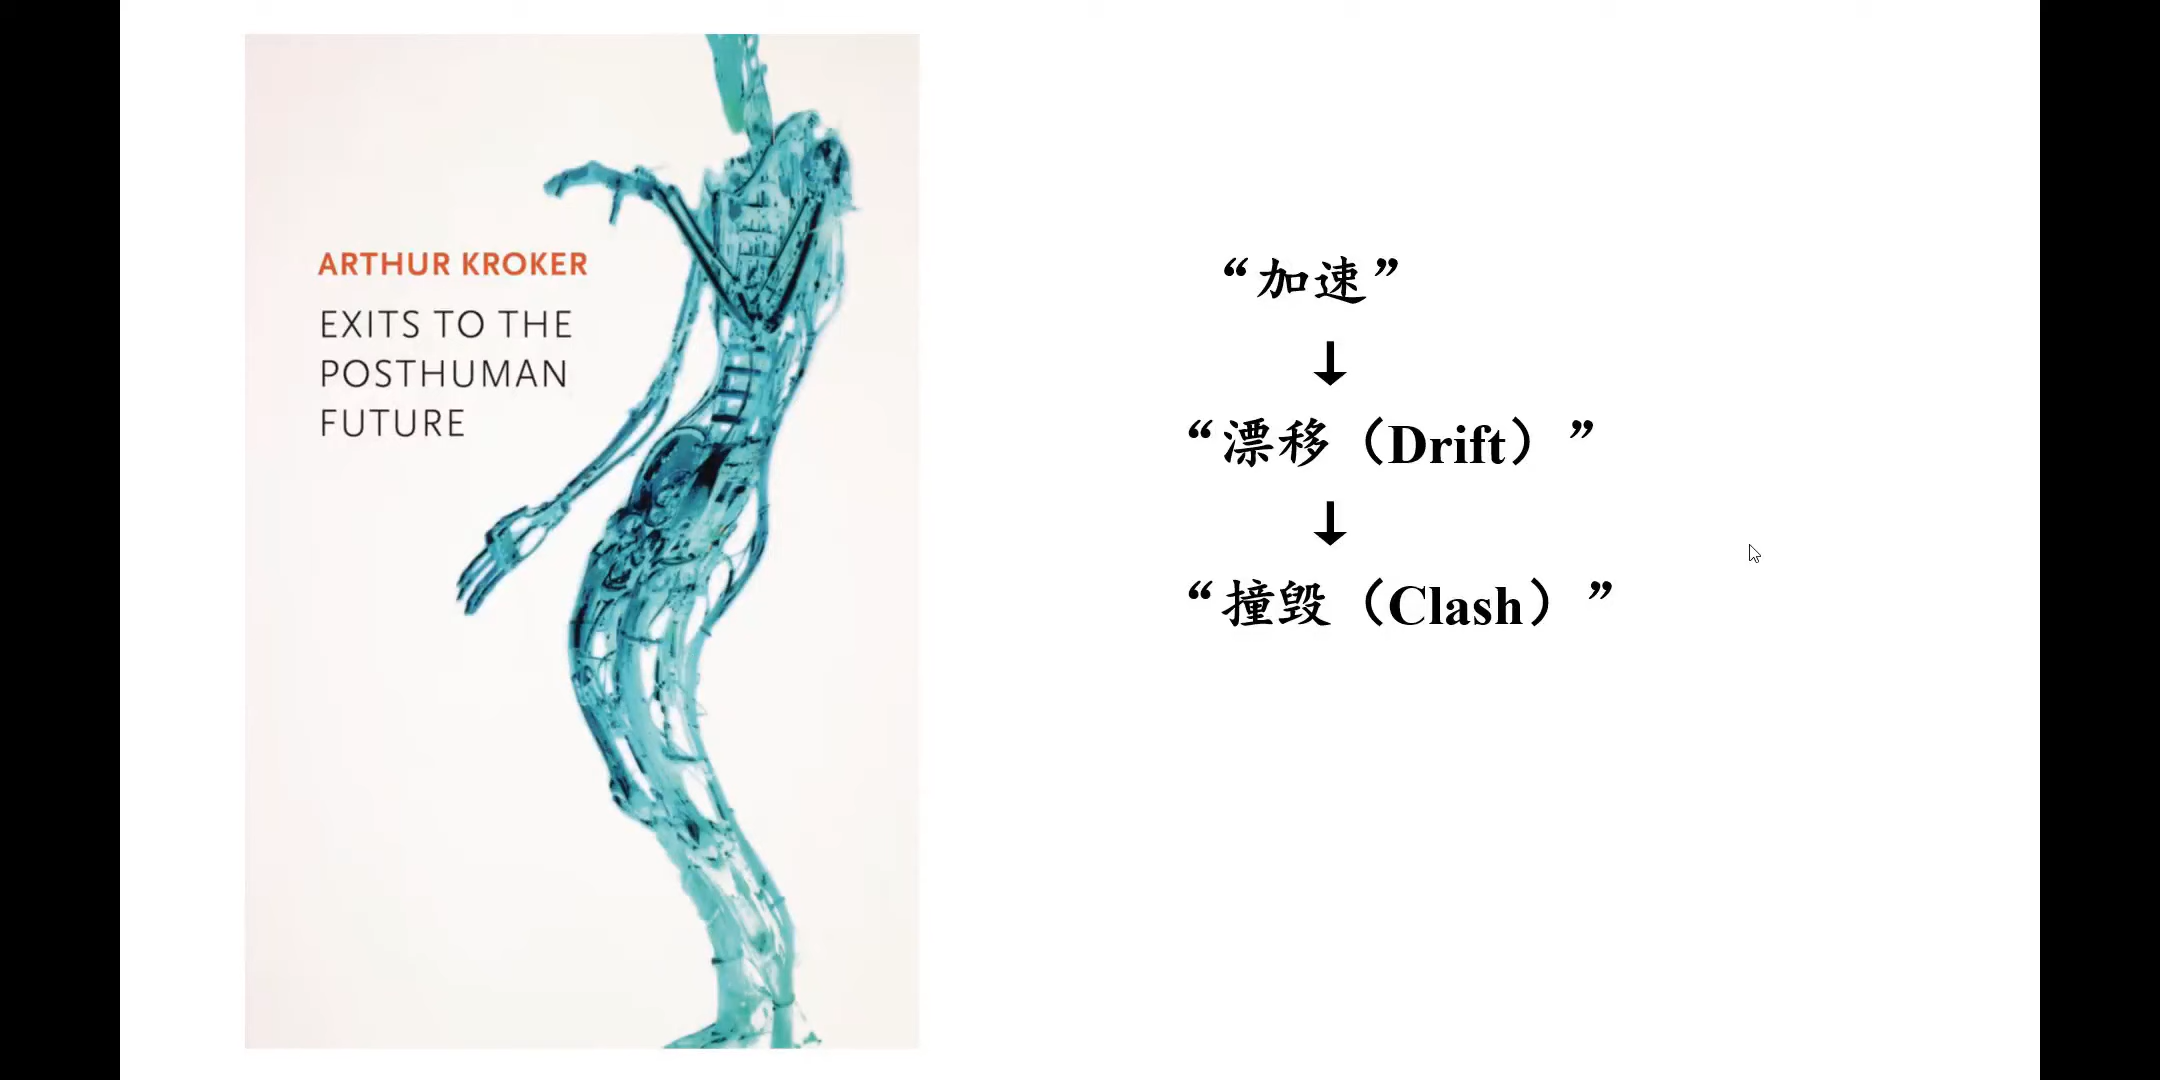 ARTHUR KROKER
EXITS TO THE
POSTHUMAN
FUTURE
“加速”
↓
“漂移（Drift）”
↓
“撞毁（Clash）”